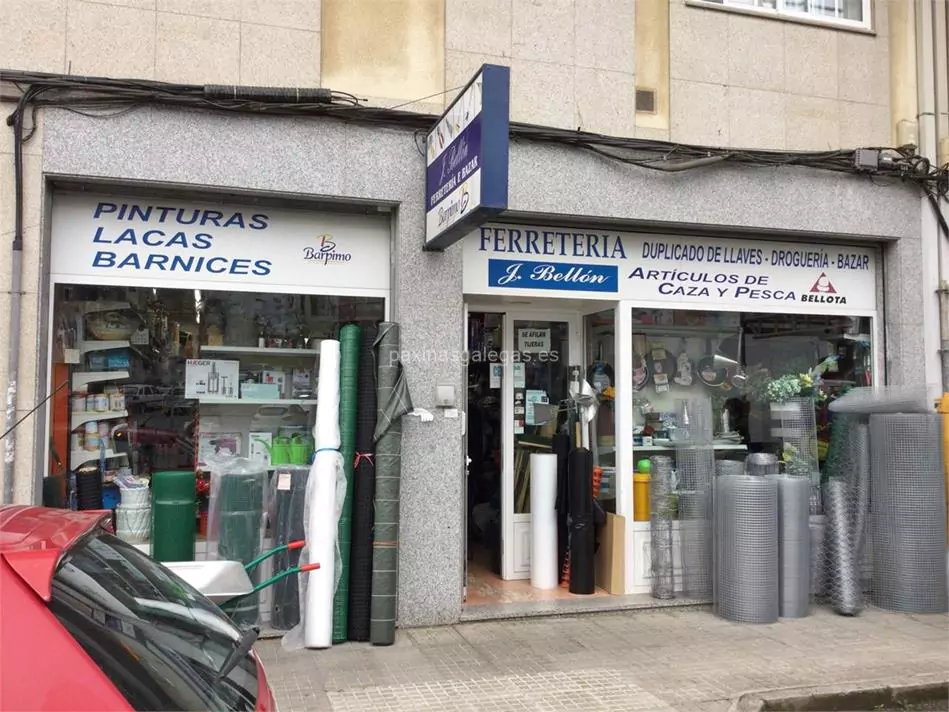 PINTURAS
LACAS
BARNICES
Barpimo
J. Bellón
FERRETERIA E BAZAR
Barpimo
FERRETERIA
J. Bellón
DUPLICADO DE LLAVES - DROGUERÍA - BAZAR
ARTÍCULOS DE
CAZA Y PESCA
BELLOTA
SE AFILAN
TIJERAS
HÆGER
paxinasgalegas.es